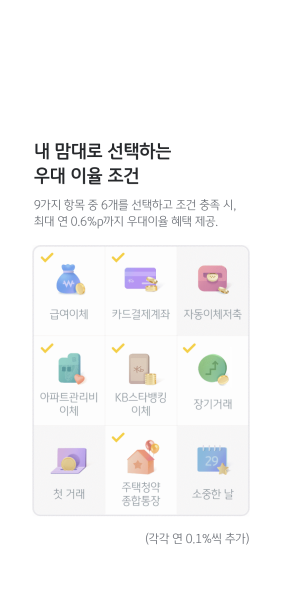 내 맘대로 선택하는
우대 이율 조건
9가지 항목 중 6개를 선택하고 조건 충족 시,
최대 연 0.6%p까지 우대이율 혜택 제공.
급여이체
카드결제계좌
자동이체저축
아파트관리비
이체
KB스타뱅킹
이체
장기거래
첫 거래
주택청약
종합통장
29
소중한 날
(각각 연 0.1%씩 추가)